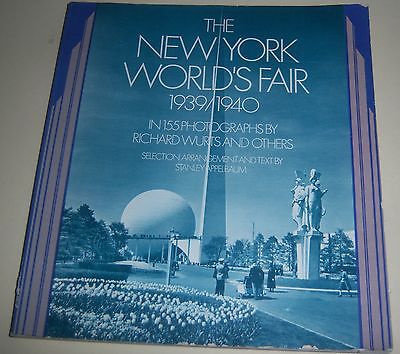 THE
NEW YORK
WORLD'S FAIR
1939/1940
IN 155 PHOTOGRAPHS BY
RICHARD WURTS AND OTHERS
SELECTION, ARRANGEMENT AND TEXT BY
STANLEY APPELBAUM